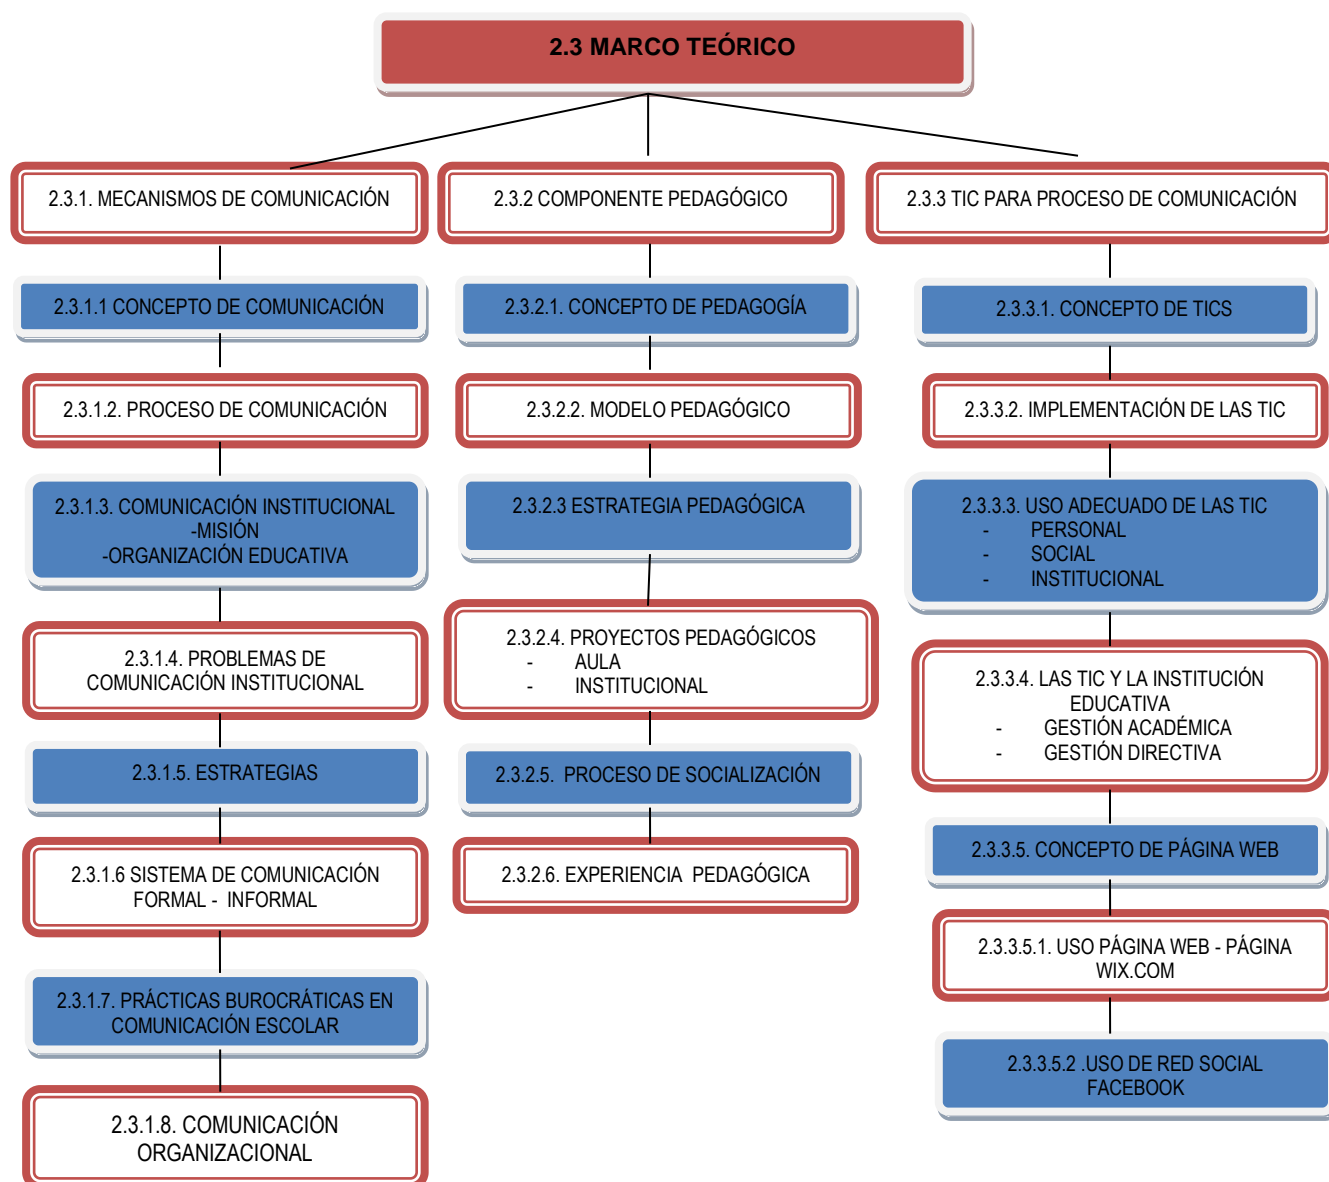 2.3 MARCO TEÓRICO
2.3.1. MECANISMOS DE COMUNICACIÓN
2.3.1.1 CONCEPTO DE COMUNICACIÓN
2.3.1.2. PROCESO DE COMUNICACIÓN
2.3.1.3. COMUNICACIÓN INSTITUCIONAL
-MISIÓN
-ORGANIZACIÓN EDUCATIVA
2.3.1.4. PROBLEMAS DE
COMUNICACIÓN INSTITUCIONAL
2.3.1.5. ESTRATEGIAS
2.3.1.6 SISTEMA DE COMUNICACIÓN
FORMAL - INFORMAL
2.3.1.7. PRÁCTICAS BUROCRÁTICAS EN
COMUNICACIÓN ESCOLAR
2.3.1.8. COMUNICACIÓN
ORGANIZACIONAL
2.3.2 COMPONENTE PEDAGÓGICO
2.3.2.1. CONCEPTO DE PEDAGOGÍA
2.3.2.2. MODELO PEDAGÓGICO
2.3.2.3 ESTRATEGIA PEDAGÓGICA
2.3.2.4. PROYECTOS PEDAGÓGICOS
- AULA
- INSTITUCIONAL
2.3.2.5. PROCESO DE SOCIALIZACIÓN
2.3.2.6. EXPERIENCIA PEDAGÓGICA
2.3.3 TIC PARA PROCESO DE COMUNICACIÓN
2.3.3.1. CONCEPTO DE TICS
2.3.3.2. IMPLEMENTACIÓN DE LAS TIC
2.3.3.3. USO ADECUADO DE LAS TIC
- PERSONAL
- SOCIAL
- INSTITUCIONAL
2.3.3.4. LAS TIC Y LA INSTITUCIÓN
EDUCATIVA
- GESTIÓN ACADÉMICA
- GESTIÓN DIRECTIVA
2.3.3.5. CONCEPTO DE PÁGINA WEB
2.3.3.5.1. USO PÁGINA WEB - PÁGINA
WIX.COM
2.3.3.5.2 .USO DE RED SOCIAL
FACEBOOK